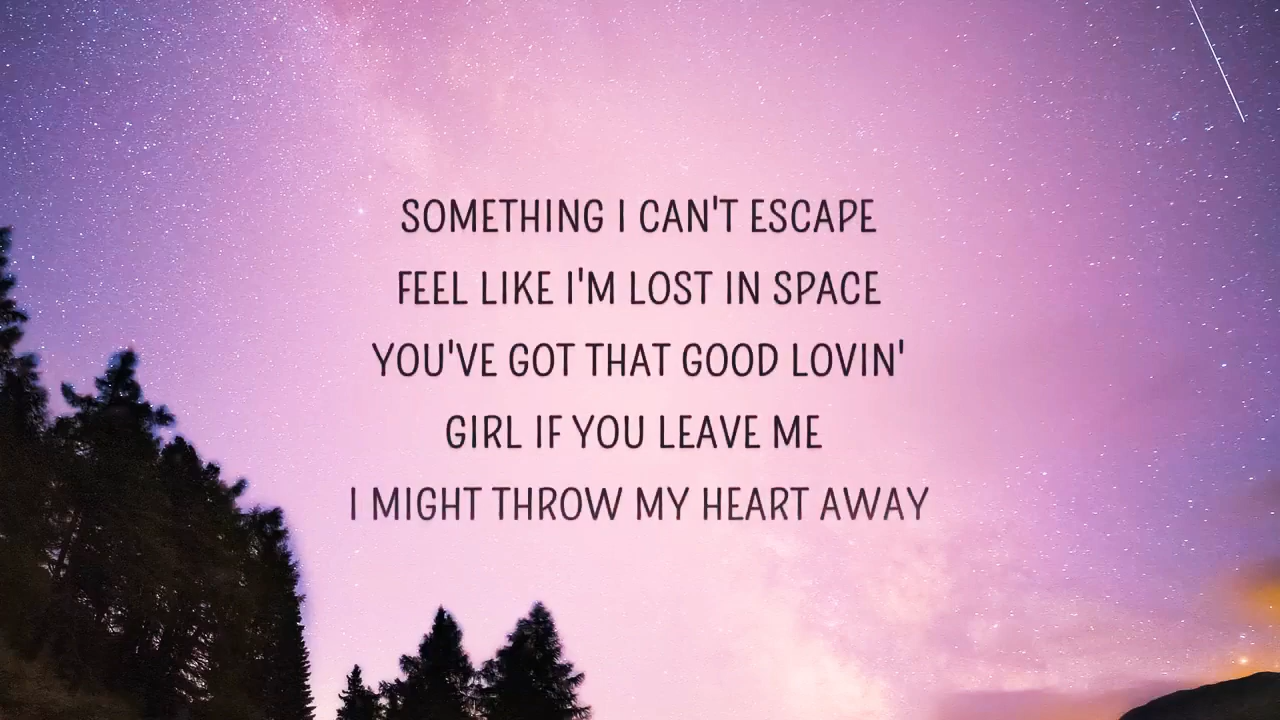 SOMETHING I CAN'T ESCAPE
FEEL LIKE I'M LOST IN SPACE
YOU'VE GOT THAT GOOD LOVIN'
GIRL IF YOU LEAVE ME
I MIGHT THROW MY HEART AWAY